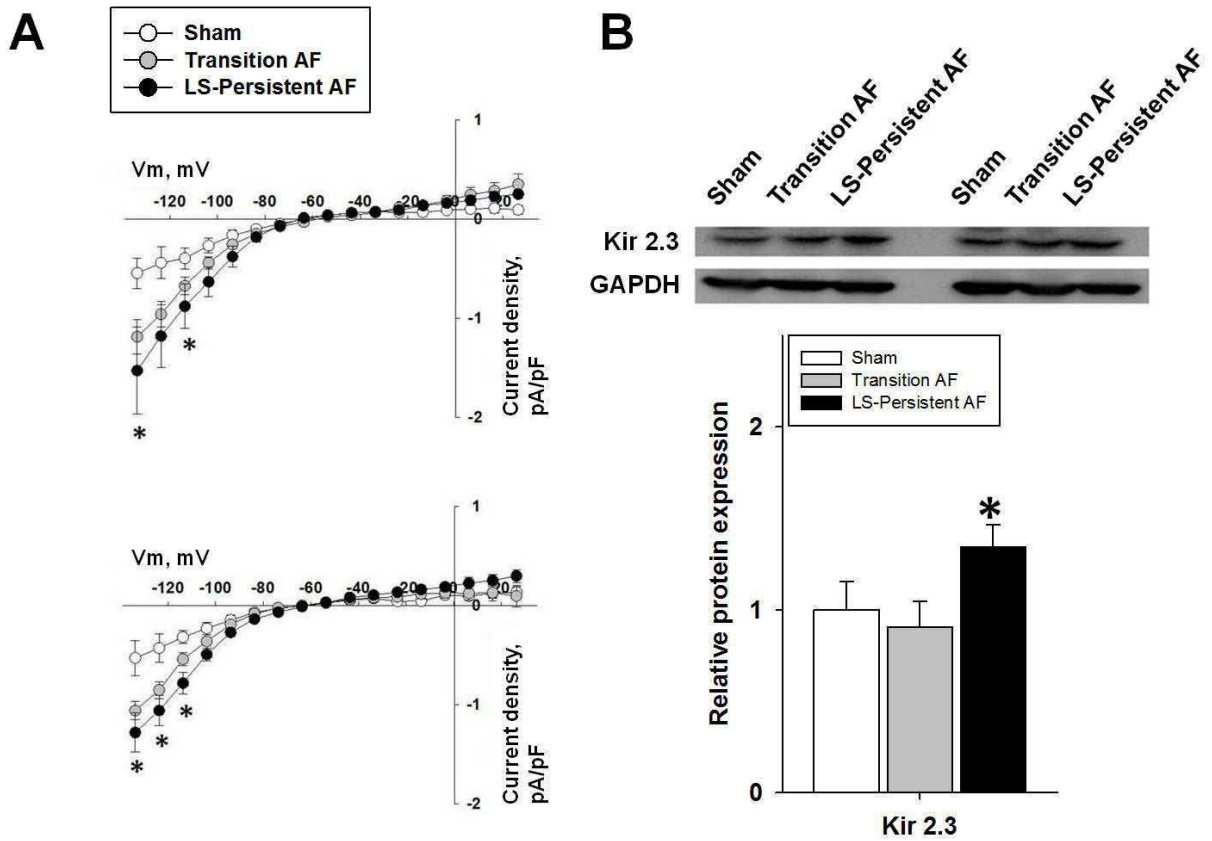 A
Sham
Transition AF
LS-Persistent AF
1
Vm, mV
-120 -100 -80 -60 -40 -20 0 20
0
-1
-2
Current density,
pA/pF
*
*
1
Vm, mV
-120 -100 -80 -60 -40 -20 0 20
0
-1
-2
Current density,
pA/pF
*
*
*
B
Sham
Transition AF
LS-Persistent AF
Sham
Transition AF
LS-Persistent AF
Kir 2.3
GAPDH
Sham
Transition AF
LS-Persistent AF
2
1
0
Relative protein expression
*
Kir 2.3